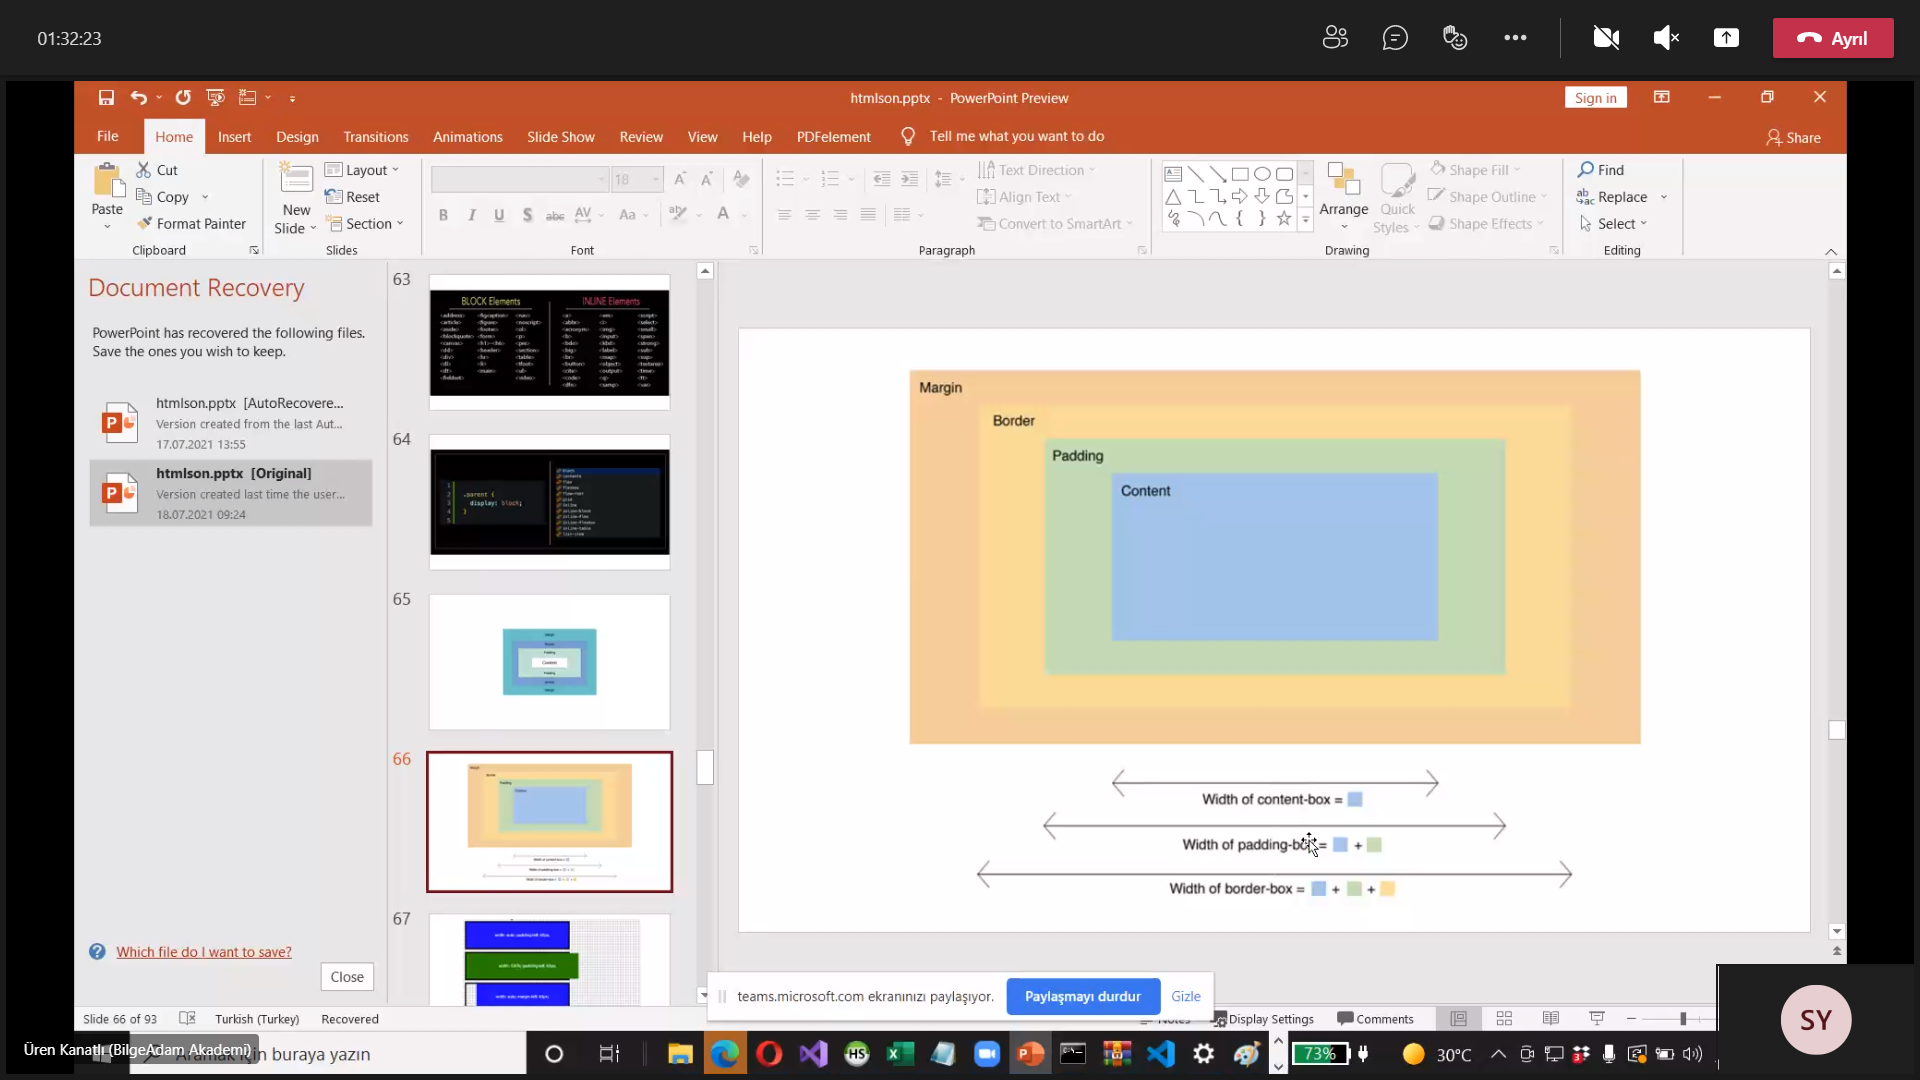 01:32:23
Ayrıl
htmlson.pptx - PowerPoint Preview
Sign in
File
Home
Insert
Design
Transitions
Animations
Slide Show
Review
View
Help
PDFelement
Tell me what you want to do
Share
Paste
Cut
Copy
Format Painter
Clipboard
New Slide
Layout
Reset
Section
Slides
18
B I U S abc AV Aa A
Font
Text Direction
Align Text
Convert to SmartArt
Paragraph
Arrange
Quick Styles
Shape Fill
Shape Outline
Shape Effects
Drawing
Find
Replace
Select
Editing
Document Recovery
PowerPoint has recovered the following files.
Save the ones you wish to keep.
htmlson.pptx [AutoRecovere...
Version created from the last Aut...
17.07.2021 13:55
htmlson.pptx [Original]
Version created last time the user...
18.07.2021 09:24
Which file do I want to save?
Close
63
BLOCK Elements
INLINE Elements
64
.parent {
display: block;
}
65
Content
66
67
Margin
Border
Padding
Content
Width of content-box =
Width of padding-box = +
Width of border-box = + +
teams.microsoft.com ekranınızı paylaşıyor.
Paylaşmayı durdur
Gizle
Slide 66 of 93
Turkish (Turkey)
Recovered
Notes
Display Settings
Comments
SY
Üren Kanatlı (BilgeAdam Akademi)
Aramak için buraya yazın
73%
30°C